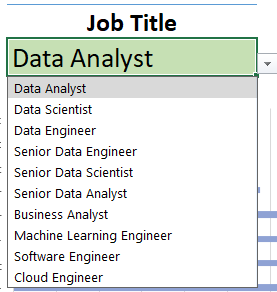 Job Title
Data Analyst
Data Analyst
Data Scientist
Data Engineer
Senior Data Engineer
Senior Data Scientist
Senior Data Analyst
Business Analyst
Machine Learning Engineer
Software Engineer
Cloud Engineer